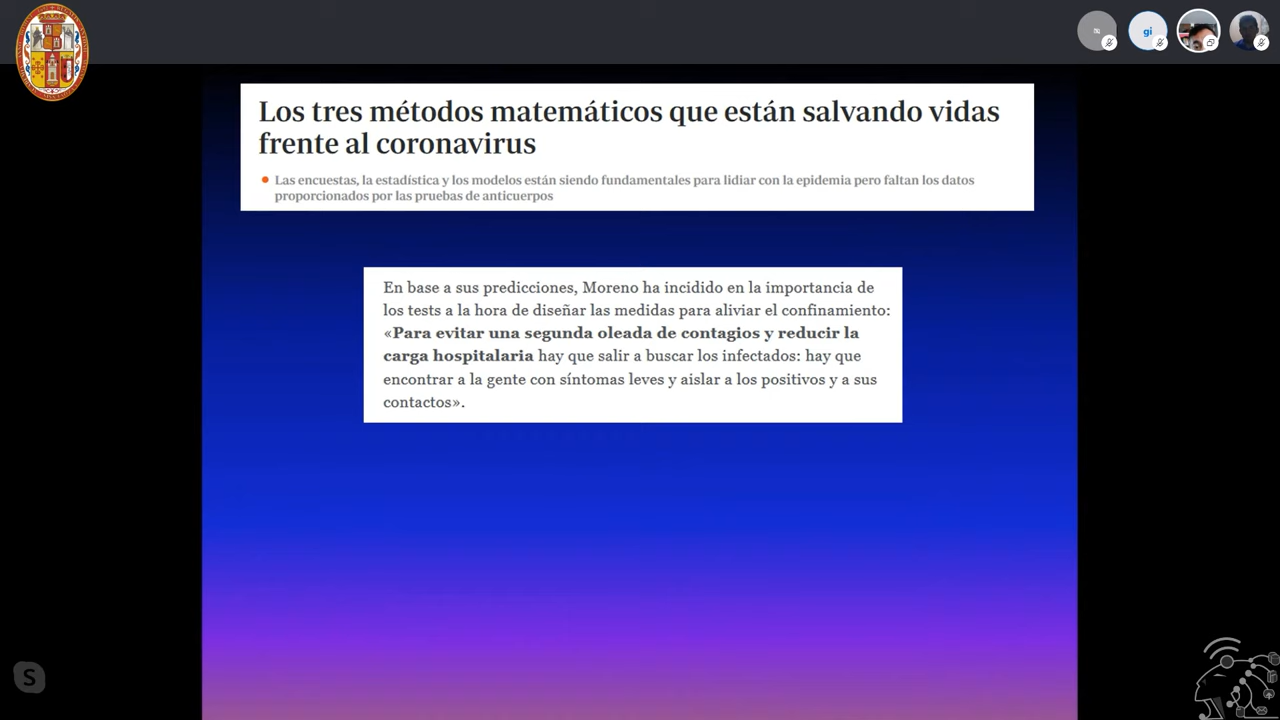 gi
Los tres métodos matemáticos que están salvando vidas
frente al coronavirus
Las encuestas, la estadística y los modelos están siendo fundamentales para lidiar con la epidemia pero faltan los datos
proporcionados por las pruebas de anticuerpos
En base a sus predicciones, Moreno ha incidido en la importancia de
los tests a la hora de diseñar las medidas para aliviar el confinamiento:
«Para evitar una segunda oleada de contagios y reducir la
carga hospitalaria hay que salir a buscar los infectados: hay que
encontrar a la gente con síntomas leves y aislar a los positivos y a sus
contactos».
S